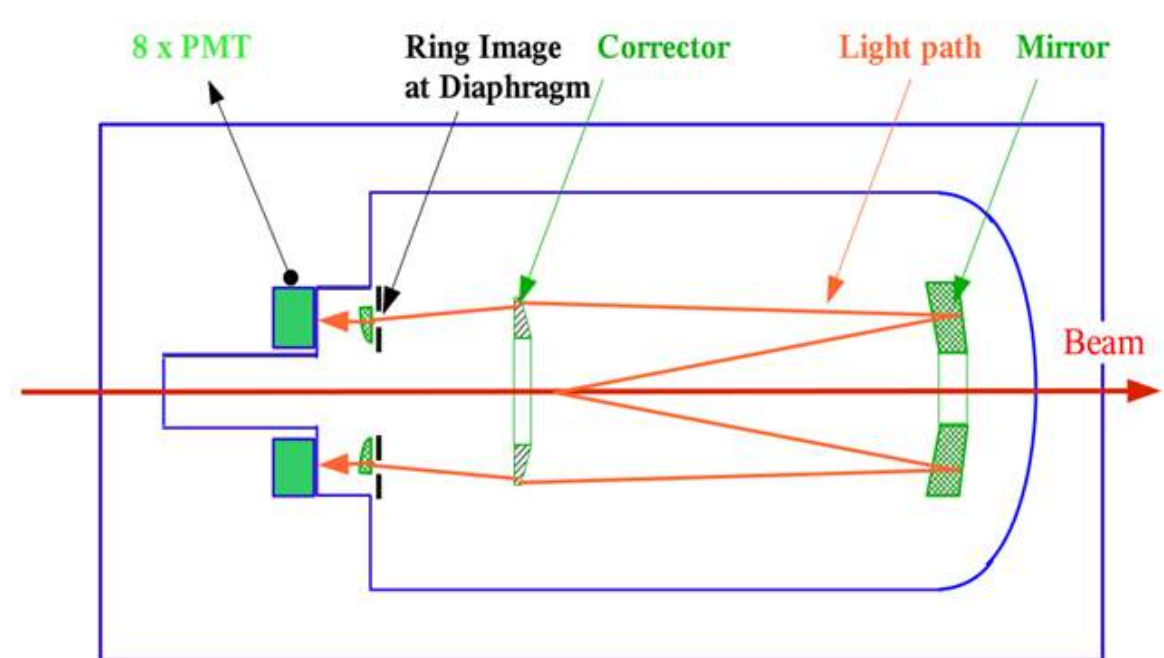 8 x PMT
Ring Image
at Diaphragm
Corrector
Light path
Mirror
Beam